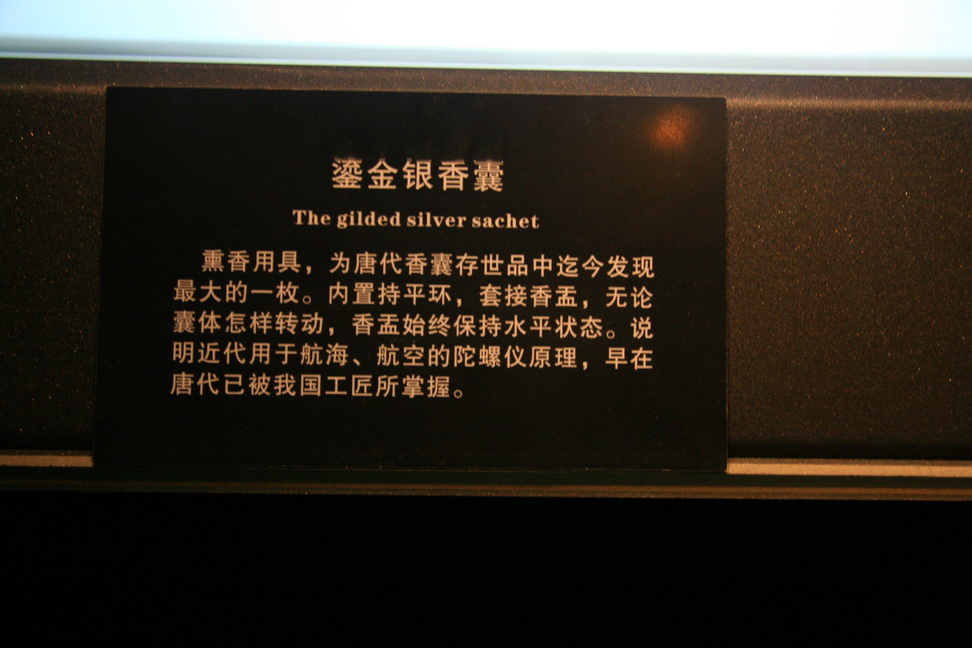 鎏金银香囊
The gilded silver sachet
熏香用具，为唐代香囊存世品中迄今发现
最大的一枚。内置持平环，套接香盂，无论
囊体怎样转动，香盂始终保持水平状态。说
明近代用于航海、航空的陀螺仪原理，早在
唐代已被我国工匠所掌握。